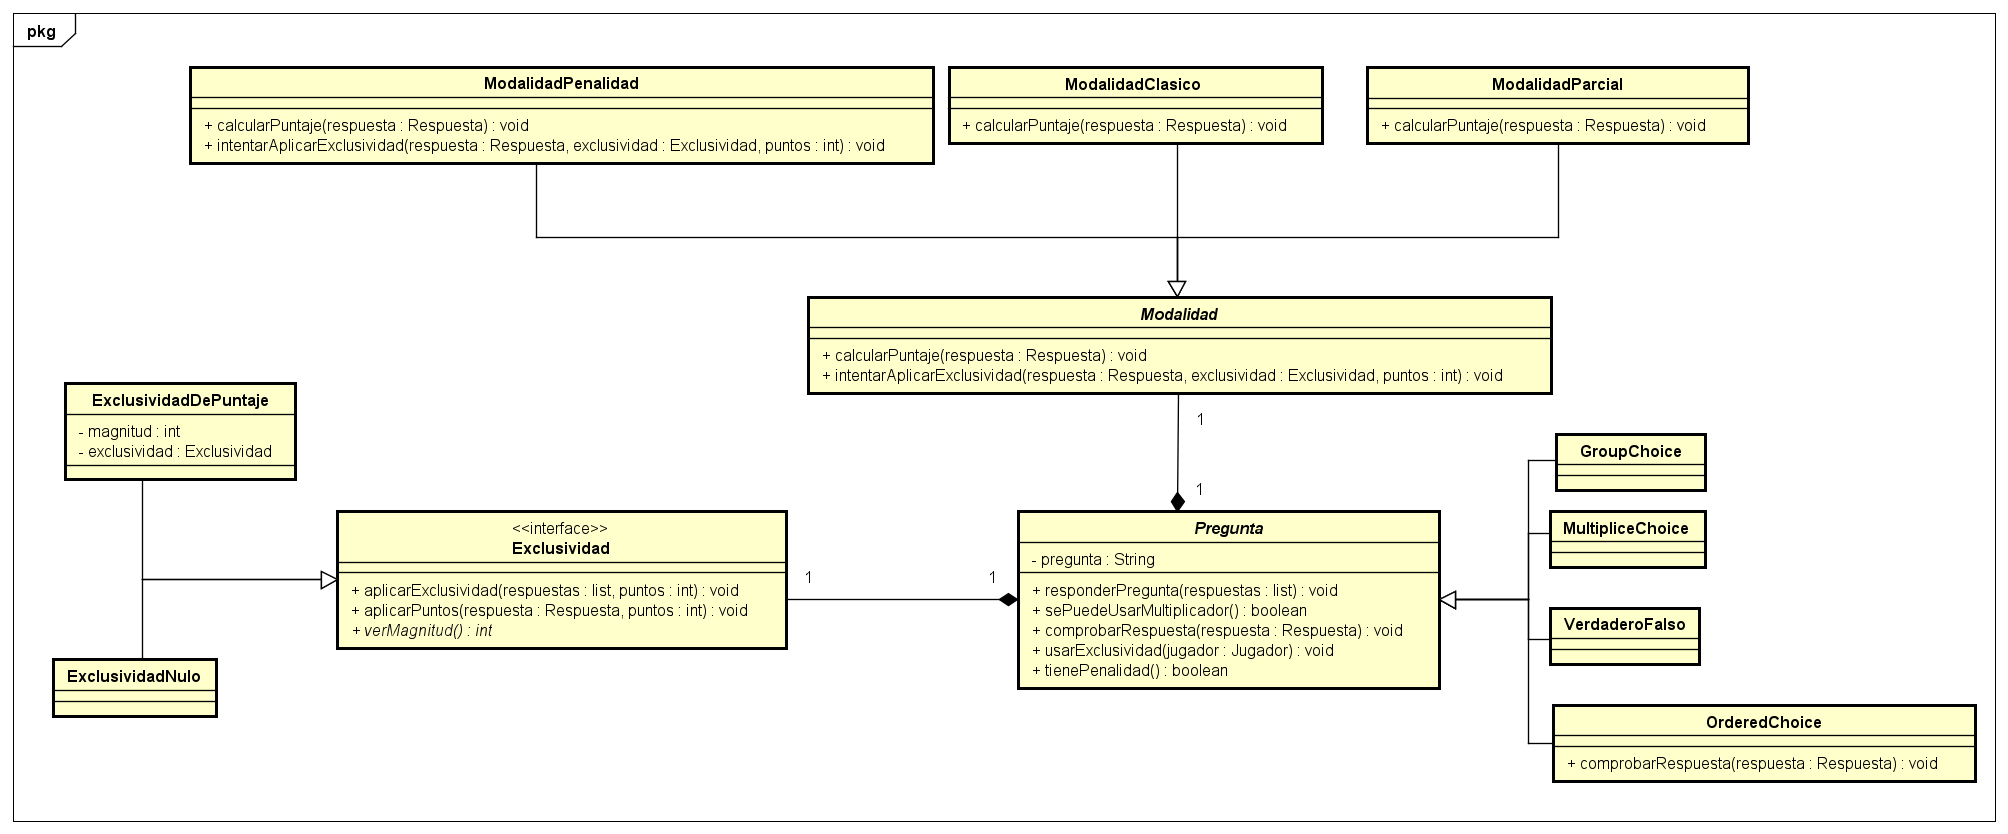 pkg
ModalidadPenalidad
+ calcularPuntaje(respuesta : Respuesta) : void
+ intentarAplicarExclusividad(respuesta : Respuesta, exclusividad : Exclusividad, puntos : int) : void
ModalidadClasico
+ calcularPuntaje(respuesta : Respuesta) : void
ModalidadParcial
+ calcularPuntaje(respuesta : Respuesta) : void
Modalidad
+ calcularPuntaje(respuesta : Respuesta) : void
+ intentarAplicarExclusividad(respuesta : Respuesta, exclusividad : Exclusividad, puntos : int) : void
1
1
ExclusividadDePuntaje
- magnitud : int
- exclusividad : Exclusividad
ExclusividadNulo
<<interface>>
Exclusividad
+ aplicarExclusividad(respuestas : list, puntos : int) : void
+ aplicarPuntos(respuesta : Respuesta, puntos : int) : void
+ verMagnitud() : int
1
1
Pregunta
- pregunta : String
+ responderPregunta(respuestas : list) : void
+ sePuedeUsarMultiplicador() : boolean
+ comprobarRespuesta(respuesta : Respuesta) : void
+ usarExclusividad(jugador : Jugador) : void
+ tienePenalidad() : boolean
GroupChoice
MultipliceChoice
VerdaderoFalso
OrderedChoice
+ comprobarRespuesta(respuesta : Respuesta) : void